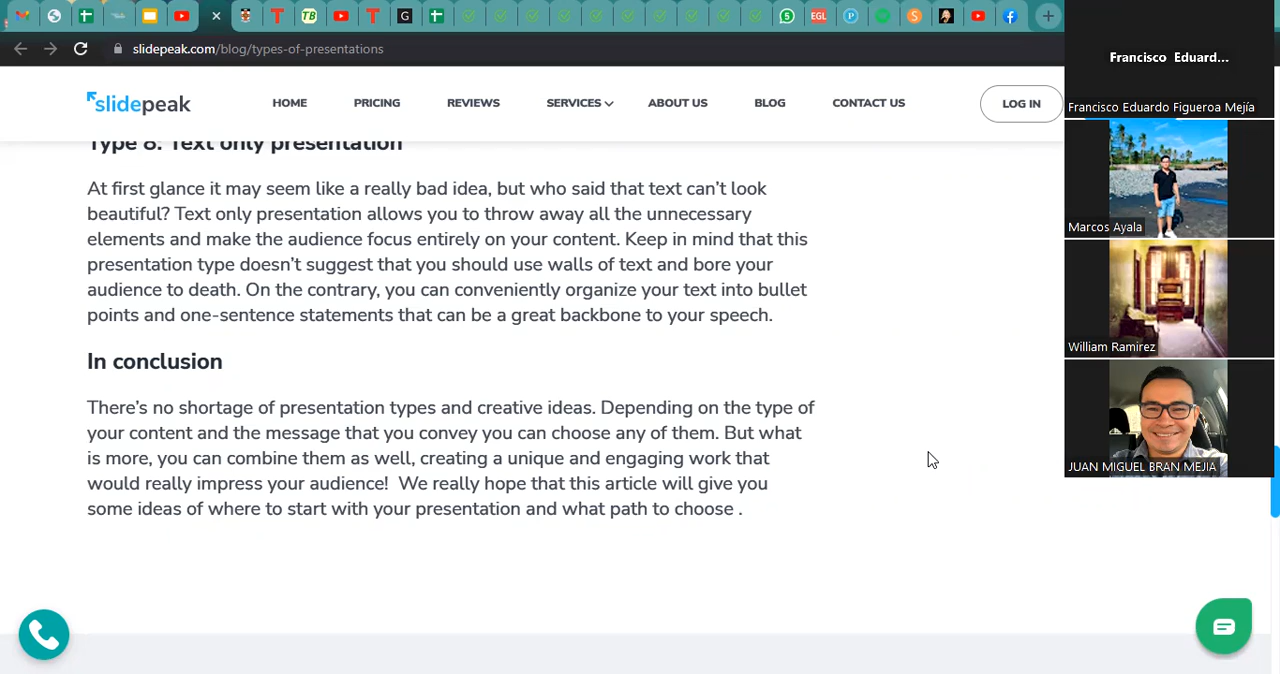 TB
G
5
EGL
P
S
slidepeak.com/blog/types-of-presentations
slidepeak
HOME
PRICING
REVIEWS
SERVICES
ABOUT US
BLOG
CONTACT US
LOG IN
Type 8: Text only presentation
At first glance it may seem like a really bad idea, but who said that text can’t look
beautiful? Text only presentation allows you to throw away all the unnecessary
elements and make the audience focus entirely on your content. Keep in mind that this
presentation type doesn’t suggest that you should use walls of text and bore your
audience to death. On the contrary, you can conveniently organize your text into bullet
points and one-sentence statements that can be a great backbone to your speech.
In conclusion
There’s no shortage of presentation types and creative ideas. Depending on the type of
your content and the message that you convey you can choose any of them. But what
is more, you can combine them as well, creating a unique and engaging work that
would really impress your audience!  We really hope that this article will give you
some ideas of where to start with your presentation and what path to choose .
Francisco Eduard...
Francisco Eduardo Figueroa Mejía
Marcos Ayala
William Ramirez
JUAN MIGUEL BRAN MEJIA